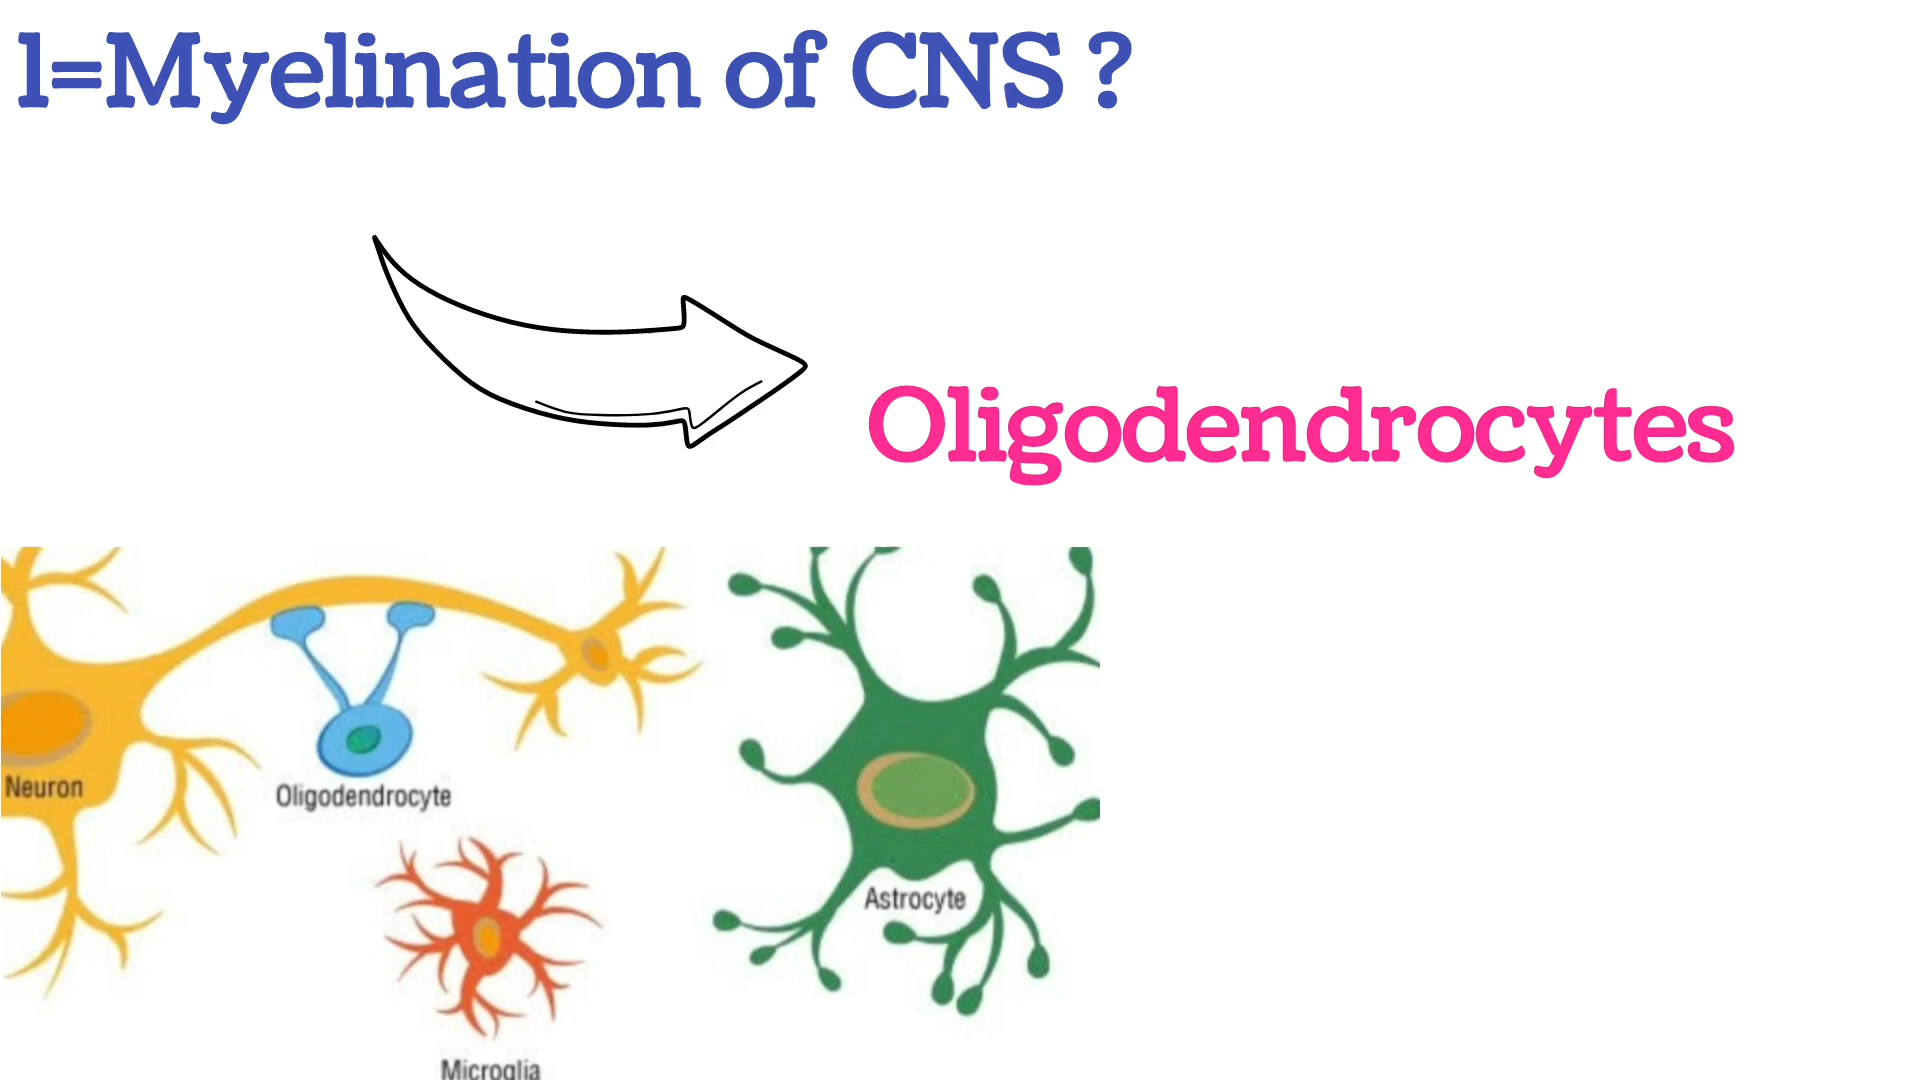 1=Myelination of CNS ?
Oligodendrocytes
Neuron
Oligodendrocyte
Astrocyte
Microglia